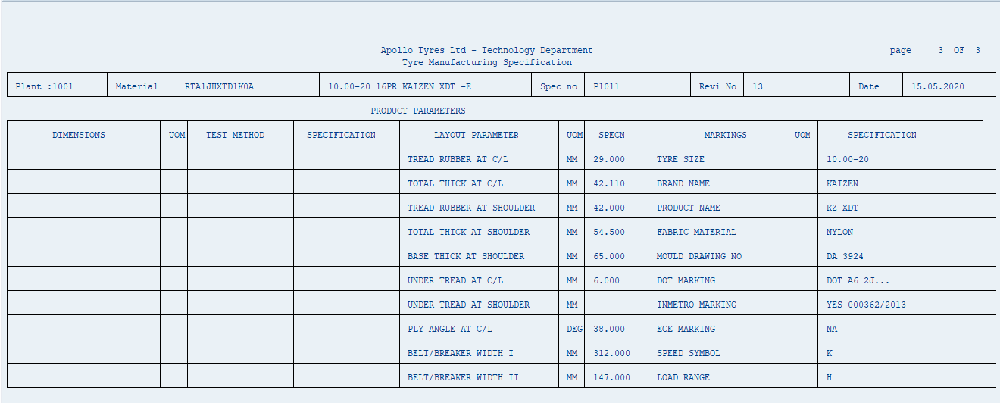 Apollo Tyres Ltd - Technology Department page 3 OF 3
Tyre Manufacturing Specification
Plant :1001 Material RTA1JHXTD1K0A 10.00-20 16PR KAIZEN XDT -E Spec no P1011 Revi No 13 Date 15.05.2020
PRODUCT PARAMETERS
DIMENSIONS UOM TEST METHOD SPECIFICATION LAYOUT PARAMETER UOM SPECN MARKINGS UOM SPECIFICATION
TREAD RUBBER AT C/L MM 29.000 TYRE SIZE 10.00-20
TOTAL THICK AT C/L MM 42.110 BRAND NAME KAIZEN
TREAD RUBBER AT SHOULDER MM 42.000 PRODUCT NAME KZ XDT
TOTAL THICK AT SHOULDER MM 54.500 FABRIC MATERIAL NYLON
BASE THICK AT SHOULDER MM 65.000 MOULD DRAWING NO DA 3924
UNDER TREAD AT C/L MM 6.000 DOT MARKING DOT A6 2J...
UNDER TREAD AT SHOULDER MM - INMETRO MARKING YES-000362/2013
PLY ANGLE AT C/L DEG 38.000 ECE MARKING NA
BELT/BREAKER WIDTH I MM 312.000 SPEED SYMBOL K
BELT/BREAKER WIDTH II MM 147.000 LOAD RANGE H